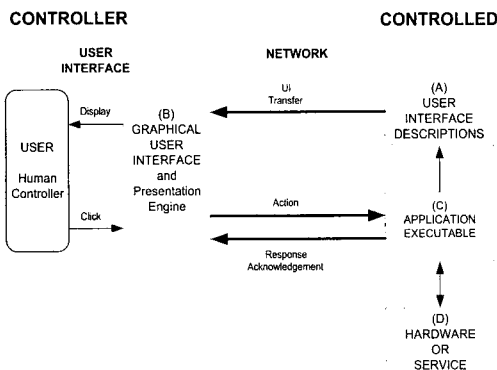 CONTROLLER
CONTROLLED
USER
INTERFACE
NETWORK
Display
USER
Human
Controller
Click
(B)
GRAPHICAL
USER
INTERFACE
and
Presentation
Engine
UI
Transfer
Action
Response
Acknowledgement
(A)
USER
INTERFACE
DESCRIPTIONS
(C)
APPLICATION
EXECUTABLE
(D)
HARDWARE
OR
SERVICE